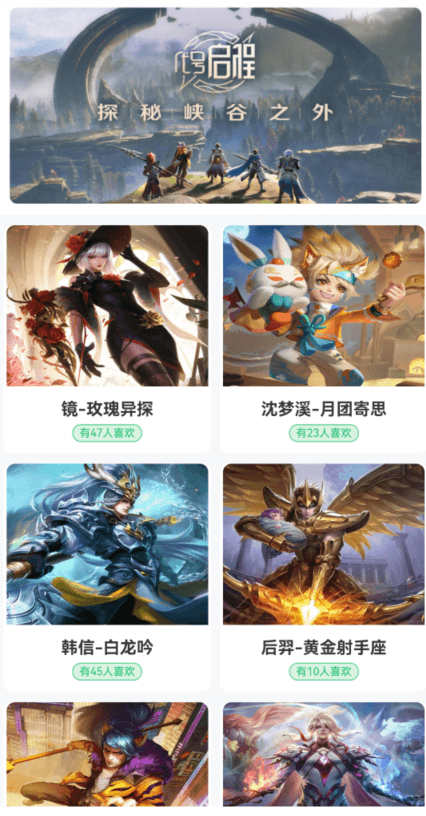 代号启程
探秘峡谷之外
镜-玫瑰异探
有47人喜欢
沈梦溪-月团寄思
有23人喜欢
韩信-白龙吟
有45人喜欢
后羿-黄金射手座
有10人喜欢